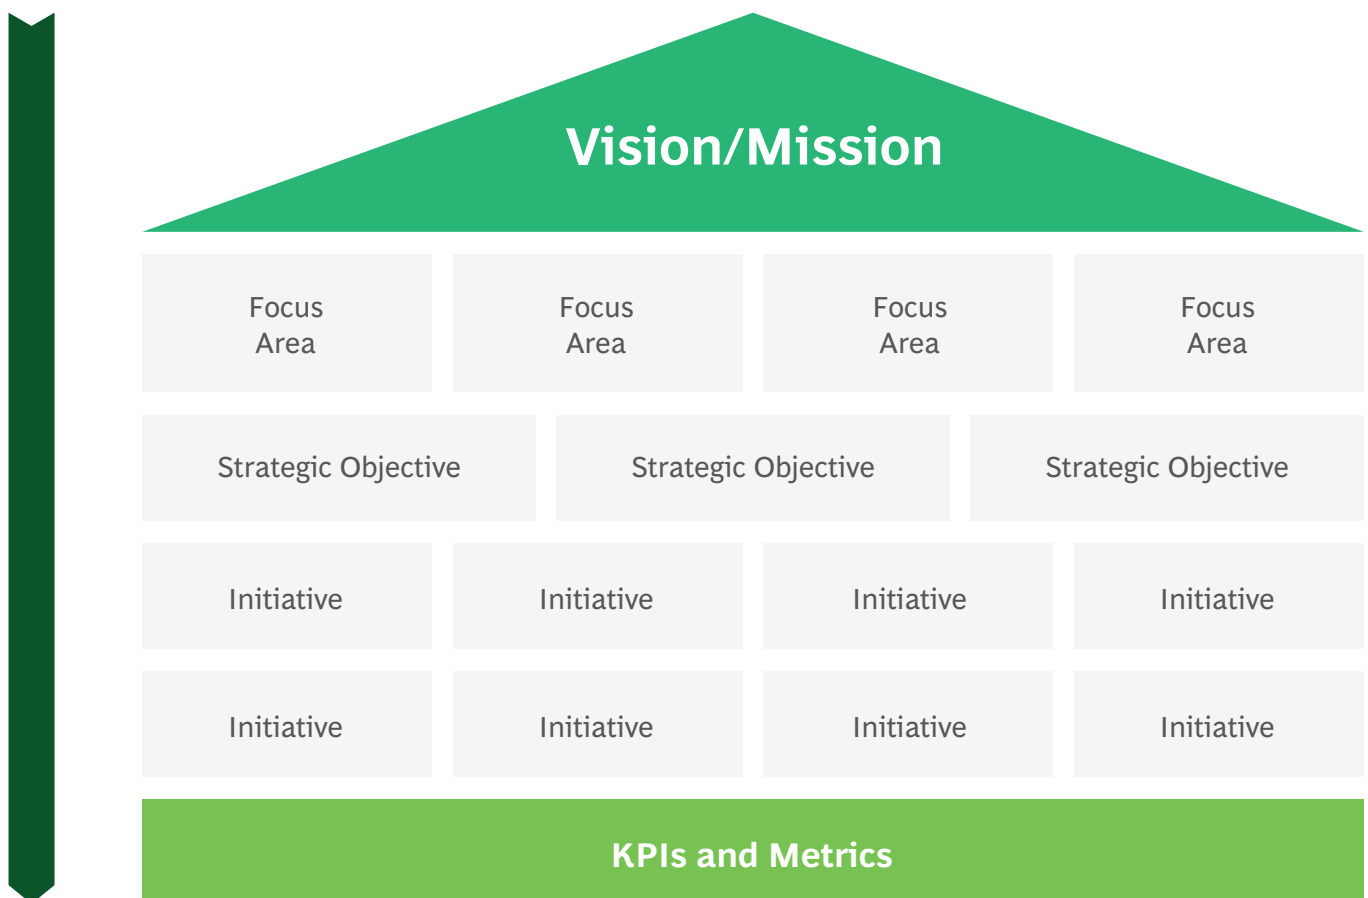 Vision/Mission
Focus
Area
Focus
Area
Focus
Area
Focus
Area
Strategic Objective
Strategic Objective
Strategic Objective
Initiative
Initiative
Initiative
Initiative
Initiative
Initiative
Initiative
Initiative
KPIs and Metrics